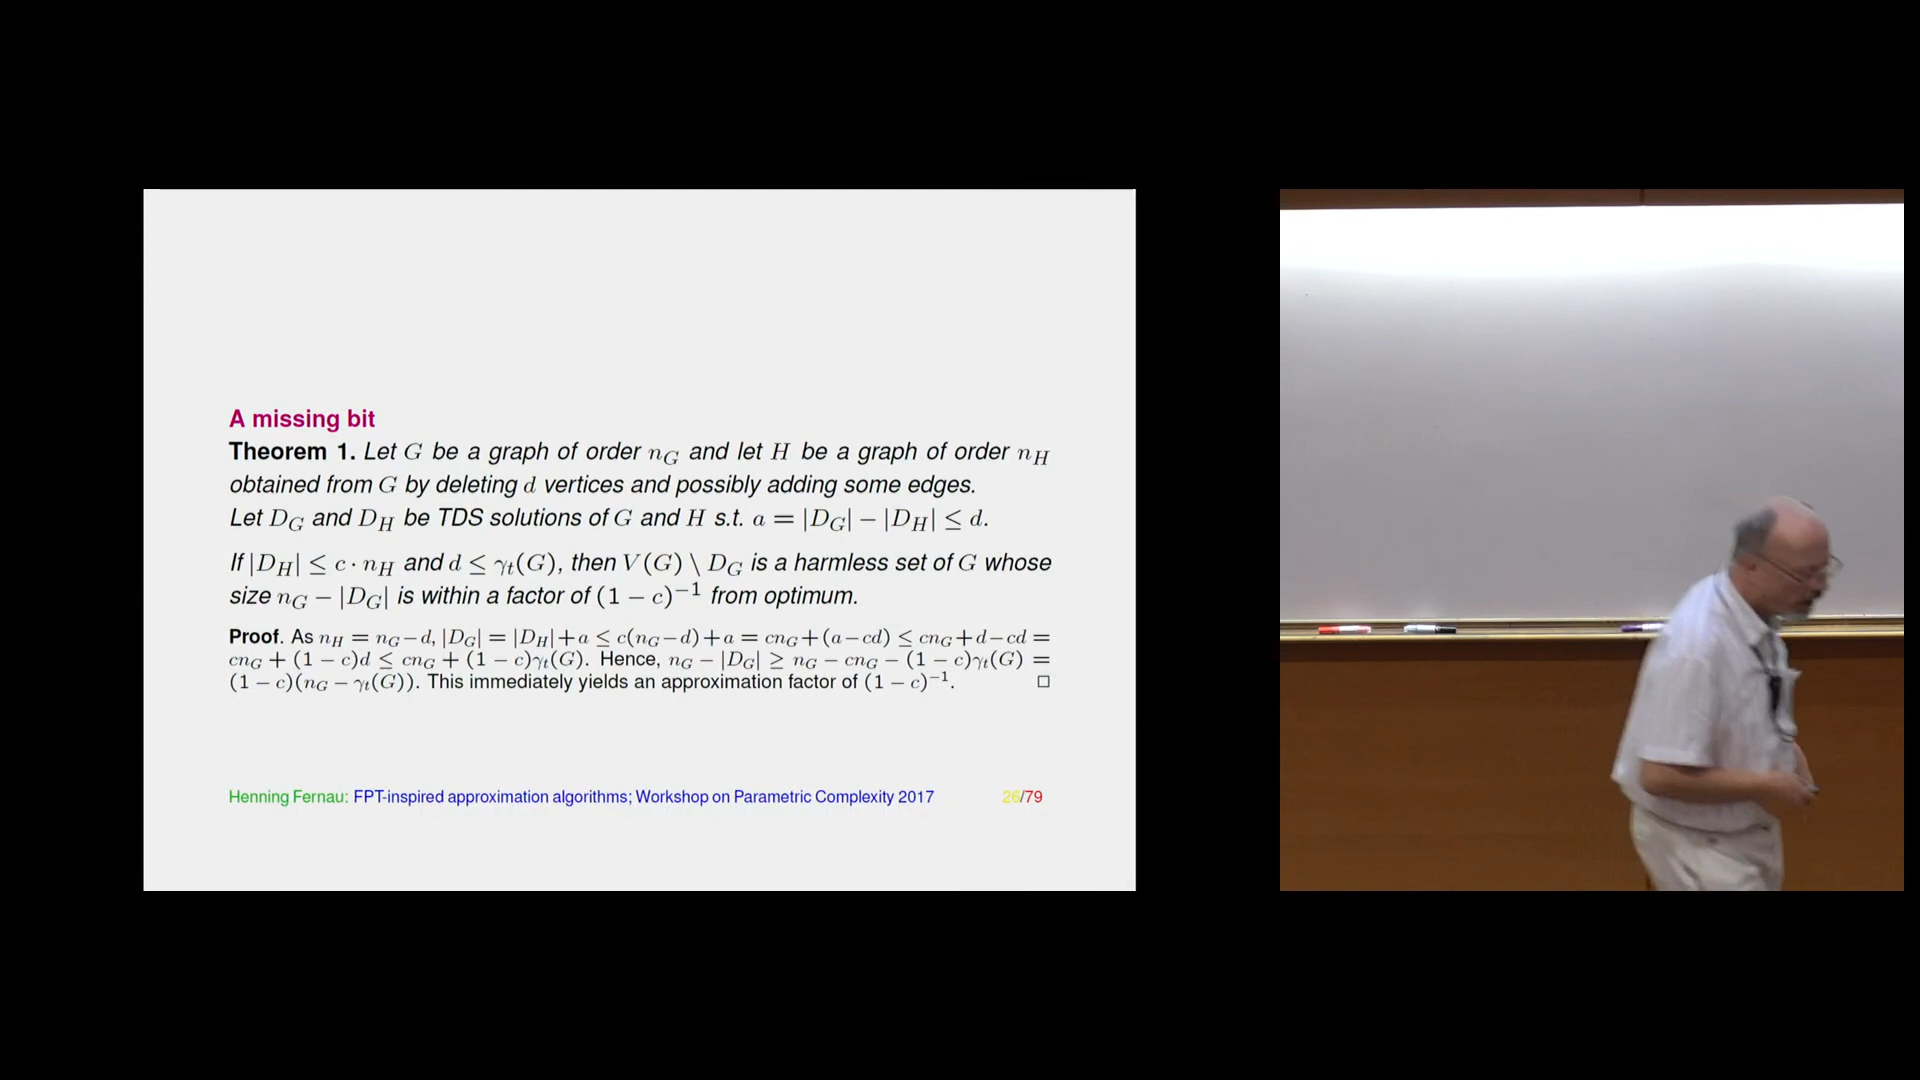 A missing bit
Theorem 1. Let G be a graph of order n_G and let H be a graph of order n_H
obtained from G by deleting d vertices and possibly adding some edges.
Let D_G and D_H be TDS solutions of G and H s.t. a = |D_G| − |D_H| ≤ d.
If |D_H| ≤ c · n_H and d ≤ γ_t(G), then V(G) \ D_G is a harmless set of G whose
size n_G − |D_G| is within a factor of (1 − c)^{−1} from optimum.
Proof. As n_H = n_G−d, |D_G| = |D_H|+a ≤ c(n_G−d)+a = cn_G+(a−cd) ≤ cn_G+d−cd =
cn_G + (1 − c)d ≤ cn_G + (1 − c)γ_t(G). Hence, n_G − |D_G| ≥ n_G − cn_G − (1 − c)γ_t(G) =
(1 − c)(n_G − γ_t(G)). This immediately yields an approximation factor of (1 − c)^{−1}. □
Henning Fernau: FPT-inspired approximation algorithms; Workshop on Parametric Complexity 2017 26/79